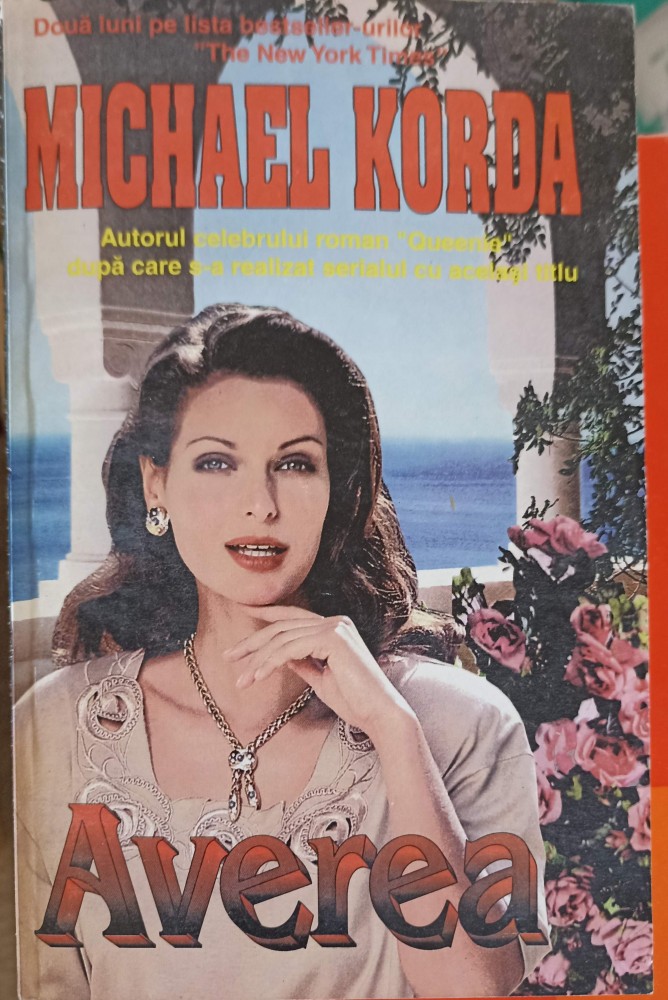 Două luni pe lista bestseller-urilor
"The New York Times"
MICHAEL KORDA
Autorul celebrului roman "Queenie"
după care s-a realizat serialul cu același titlu
Averea